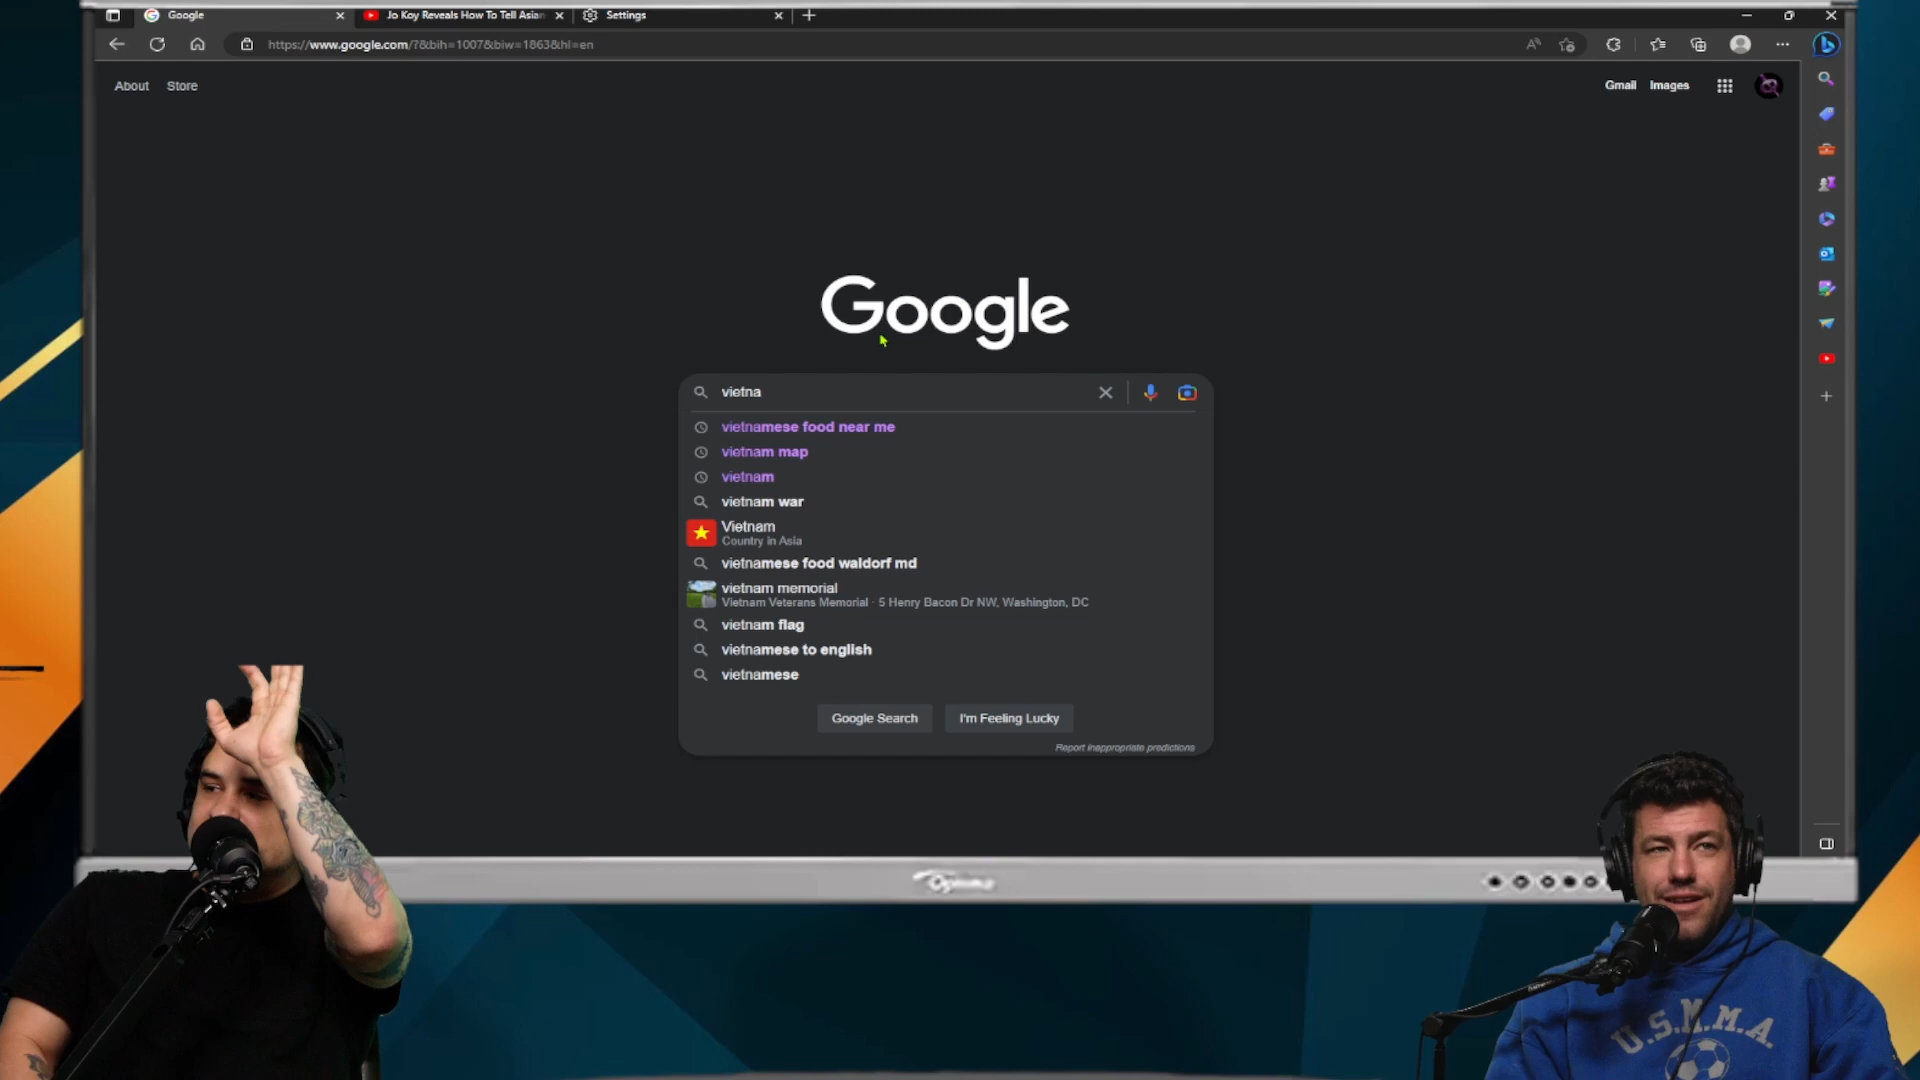 Google
Jo Koy Reveals How To Tell Asian
Settings
https://www.google.com/?&bih=1007&biw=1863&hl=en
About
Store
Gmail
Images
Google
vietna
vietnamese food near me
vietnam map
vietnam
vietnam war
Vietnam
Country in Asia
vietnamese food waldorf md
vietnam memorial
Vietnam Veterans Memorial · 5 Henry Bacon Dr NW, Washington, DC
vietnam flag
vietnamese to english
vietnamese
Google Search
I'm Feeling Lucky
Report inappropriate predictions
U.S.M.M.A.